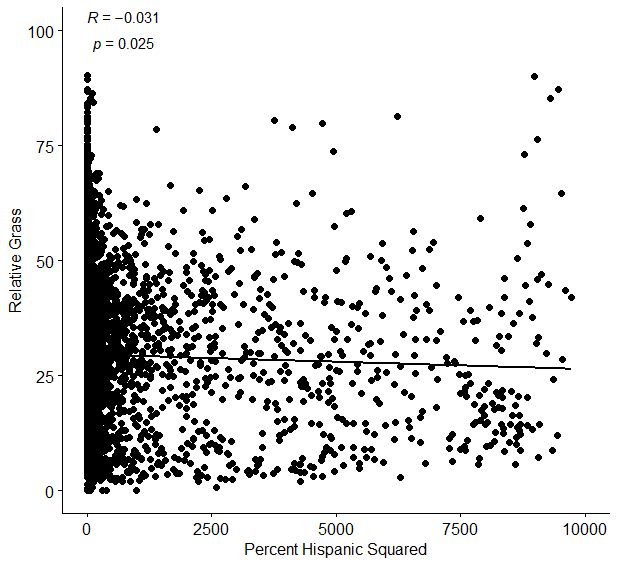 R = −0.031
p = 0.025
100
75
50
25
0
Relative Grass
0 2500 5000 7500 10000
Percent Hispanic Squared